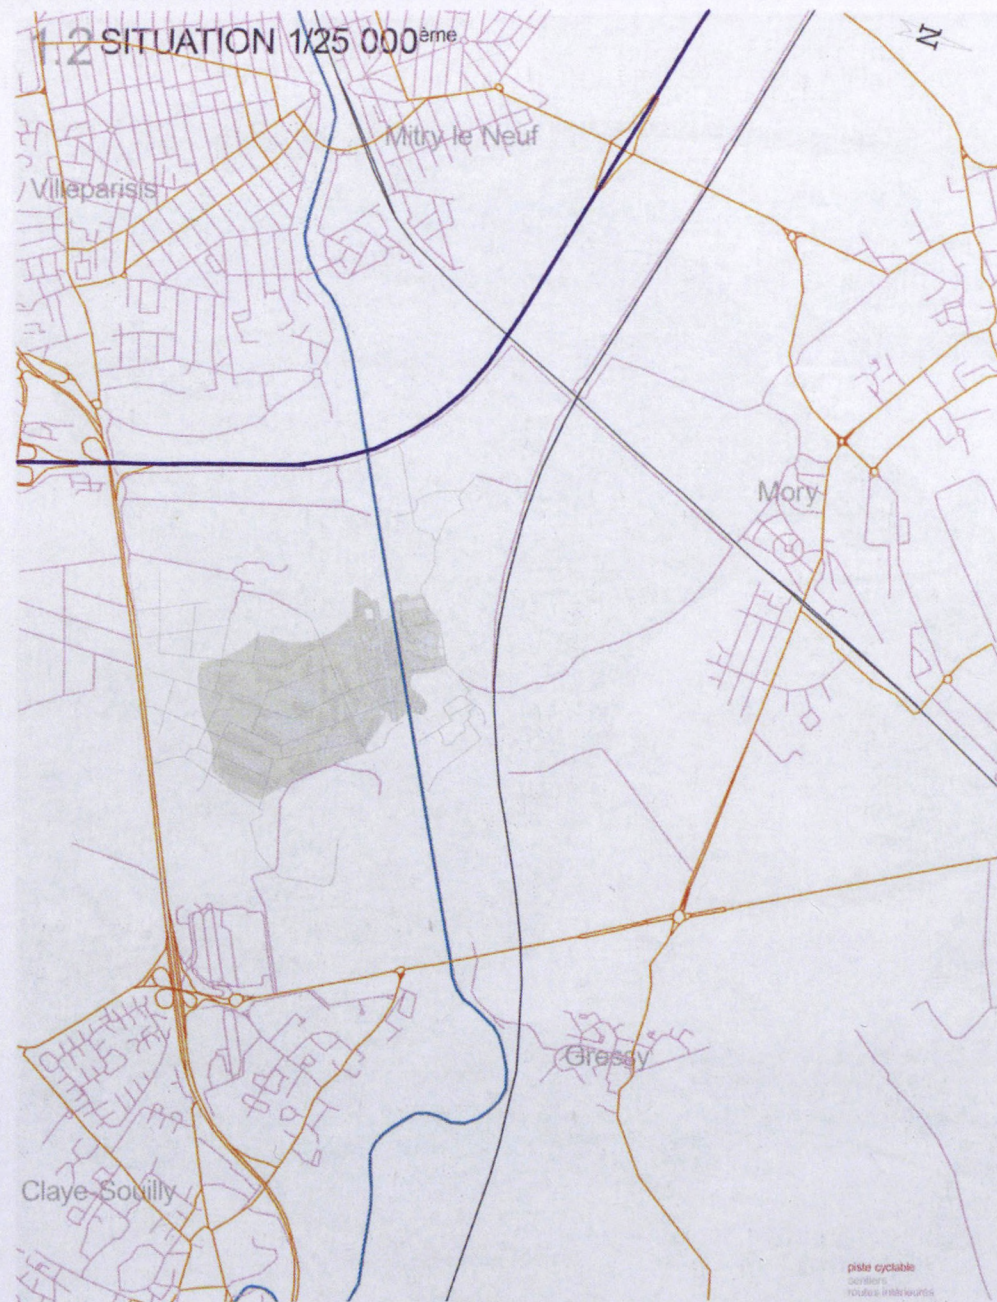 1.2 SITUATION 1/25 000ème
N
Mitry le Neuf
Villeparisis
Mory
Gressy
Claye-Souilly
piste cyclable
sentiers
routes intérieures